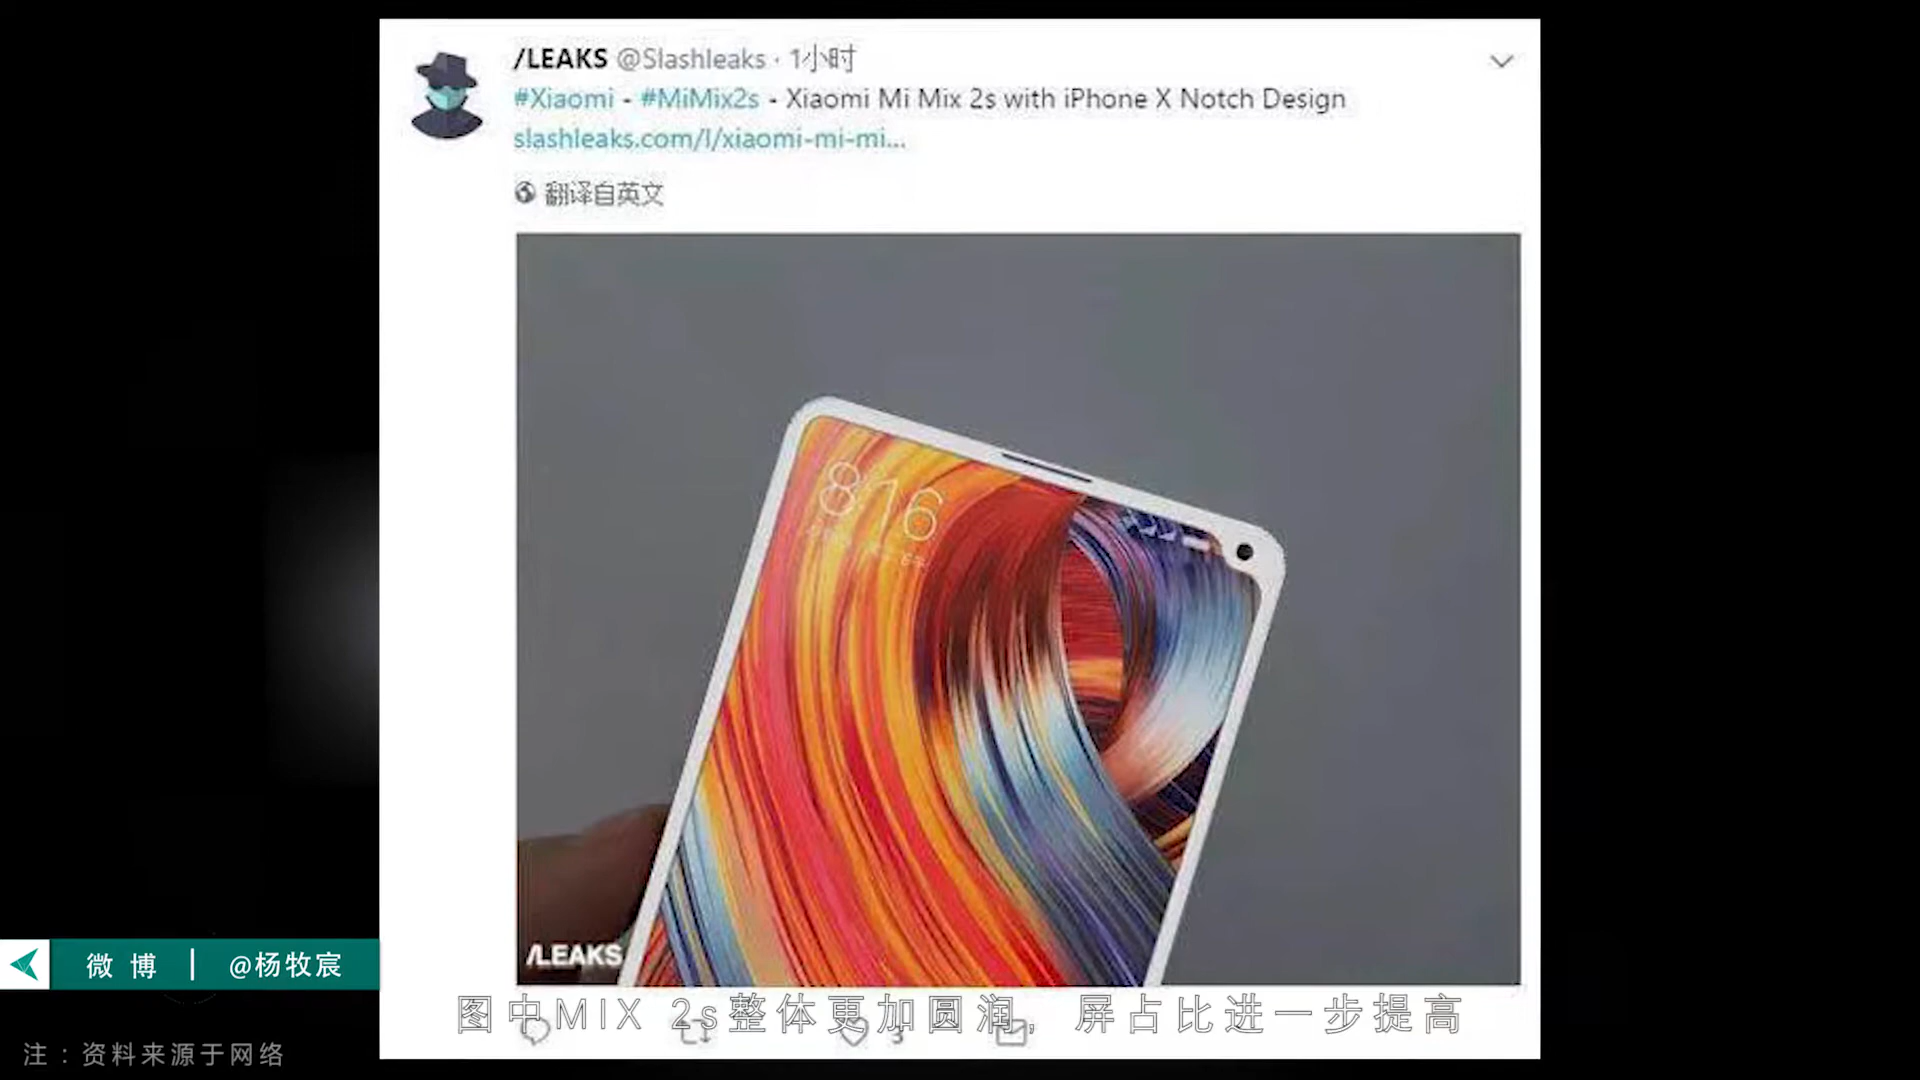 /LEAKS @Slashleaks · 1小时
#Xiaomi - #MiMix2s - Xiaomi Mi Mix 2s with iPhone X Notch Design
slashleaks.com/l/xiaomi-mi-mi...
翻译自英文
8:16
/LEAKS
微博 | @杨牧宸
图中MIX 2s整体更加圆润，屏占比进一步提高
3
注：资料来源于网络